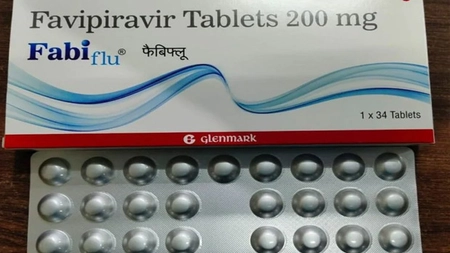 Favipiravir Tablets 200 mg
Fabiflu® फैबिफ्लू
1 x 34 Tablets
G GLENMARK